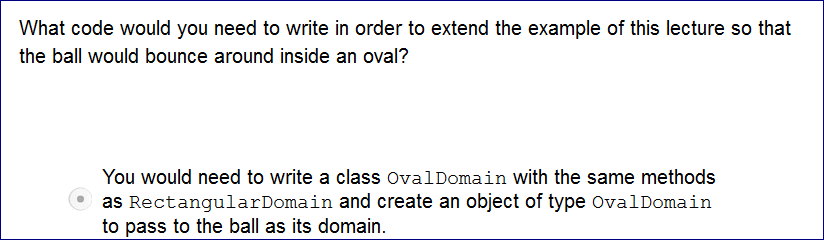 What code would you need to write in order to extend the example of this lecture so that
the ball would bounce around inside an oval?
You would need to write a class OvalDomain with the same methods
as RectangularDomain and create an object of type OvalDomain
to pass to the ball as its domain.